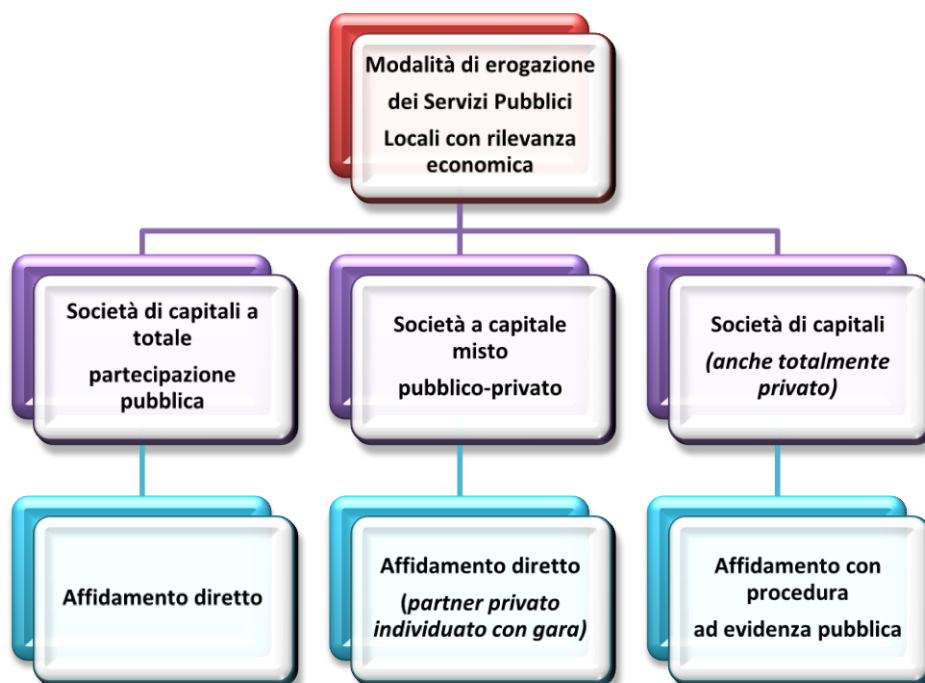 Modalità di erogazione
dei Servizi Pubblici
Locali con rilevanza
economica
Società di capitali a
totale
partecipazione
pubblica
Società a capitale
misto
pubblico-privato
Società di capitali
(anche totalmente
privato)
Affidamento diretto
Affidamento diretto
(partner privato
individuato con gara)
Affidamento con
procedura
ad evidenza pubblica